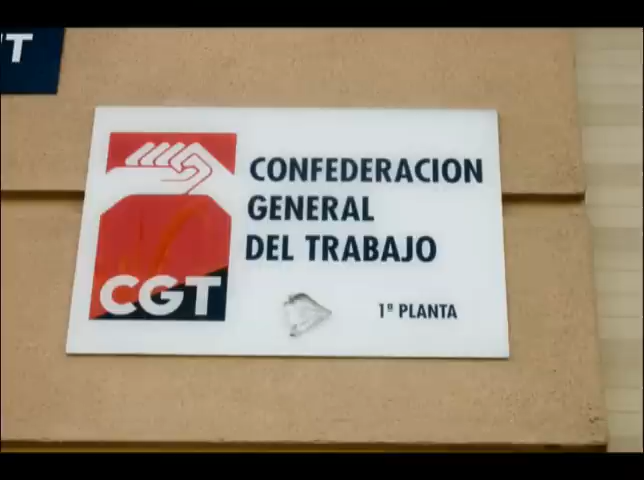 CONFEDERACION
GENERAL
DEL TRABAJO
CGT
1ª PLANTA